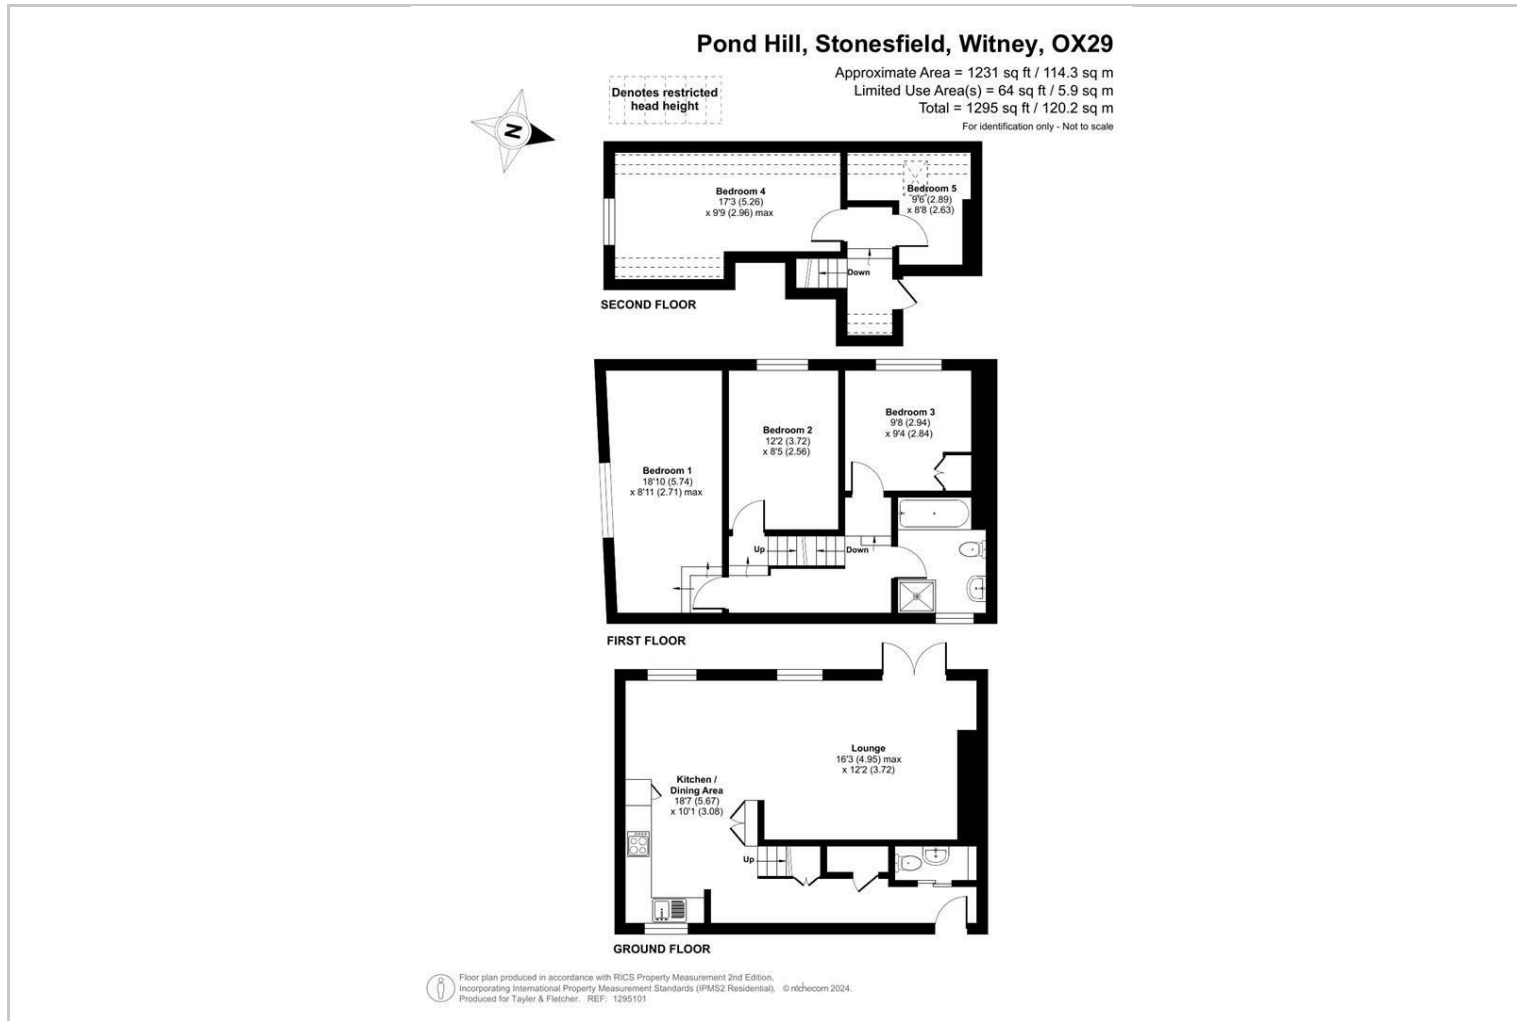 Pond Hill, Stonesfield, Witney, OX29
Approximate Area = 1231 sq ft / 114.3 sq m
Limited Use Area(s) = 64 sq ft / 5.9 sq m
Total = 1295 sq ft / 120.2 sq m
For identification only - Not to scale
Denotes restricted
head height
N
Bedroom 4
17'3 (5.26)
x 9'9 (2.96) max
Bedroom 5
9'6 (2.89)
x 8'8 (2.63)
Down
SECOND FLOOR
Bedroom 1
18'10 (5.74)
x 8'11 (2.71) max
Bedroom 2
12'2 (3.72)
x 8'5 (2.56)
Bedroom 3
9'8 (2.94)
x 9'4 (2.84)
Up
Down
FIRST FLOOR
Kitchen /
Dining Area
18'7 (5.67)
x 10'1 (3.08)
Lounge
16'3 (4.95) max
x 12'2 (3.72)
Up
GROUND FLOOR
Floor plan produced in accordance with RICS Property Measurement 2nd Edition.
Incorporating International Property Measurement Standards (IPMS2 Residential). © nichecom 2024.
Produced for Tayler & Fletcher. REF: 1295101